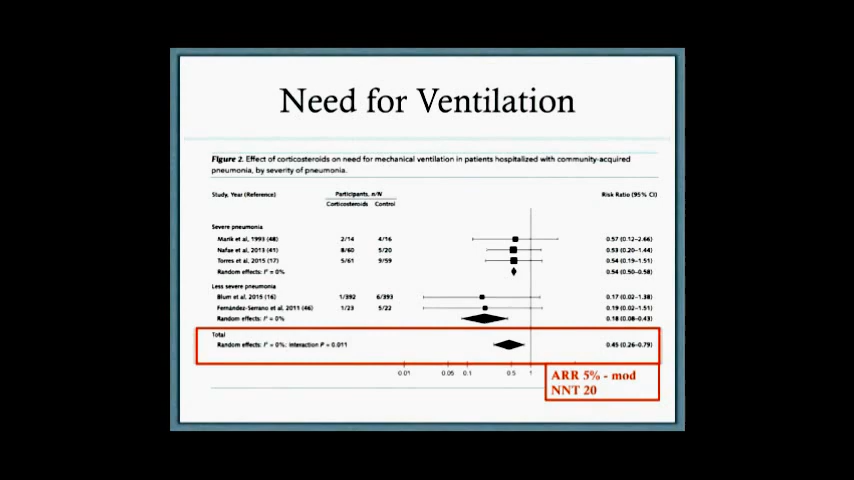 Need for Ventilation
Figure 2. Effect of corticosteroids on need for mechanical ventilation in patients hospitalized with community-acquired
pneumonia, by severity of pneumonia.
Study, Year (Reference) Participants, n/N Risk Ratio (95% CI)
Corticosteroids Control
Severe pneumonia
Marik et al, 1993 (48) 2/14 4/16 0.57 (0.12–2.66)
Nafae et al, 2013 (41) 8/60 5/20 0.53 (0.20–1.44)
Torres et al, 2015 (17) 5/61 9/59 0.54 (0.19–1.51)
Random effects: I² = 0% 0.54 (0.50–0.58)
Less severe pneumonia
Blum et al, 2015 (16) 1/392 6/393 0.17 (0.02–1.38)
Fernández-Serrano et al, 2011 (46) 1/23 5/22 0.19 (0.02–1.51)
Random effects: I² = 0% 0.18 (0.08–0.43)
Total
Random effects: I² = 0%; Interaction P = 0.011 0.45 (0.26–0.79)
0.01 0.05 0.1 0.5 1
ARR 5% - mod
NNT 20